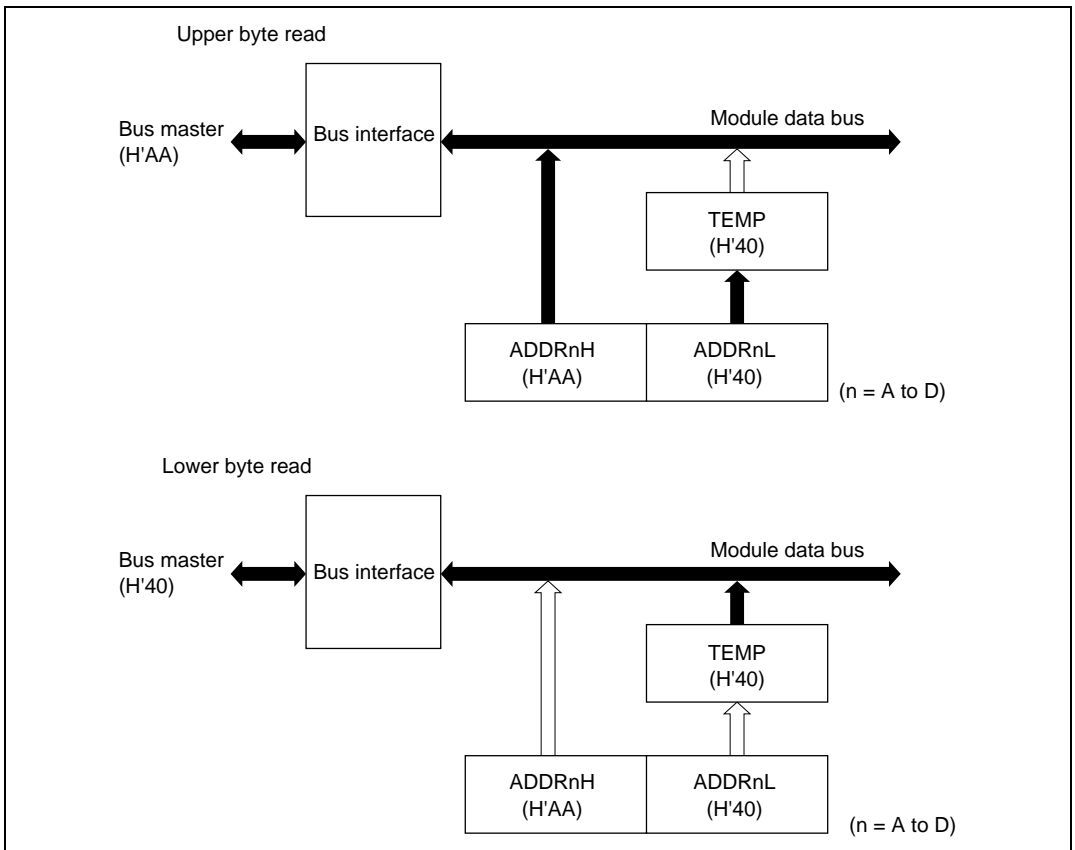 Upper byte read
Bus master
(H'AA)
Bus interface
Module data bus
TEMP
(H'40)
ADDRnH
(H'AA)
ADDRnL
(H'40)
(n = A to D)
Lower byte read
Bus master
(H'40)
Bus interface
Module data bus
TEMP
(H'40)
ADDRnH
(H'AA)
ADDRnL
(H'40)
(n = A to D)